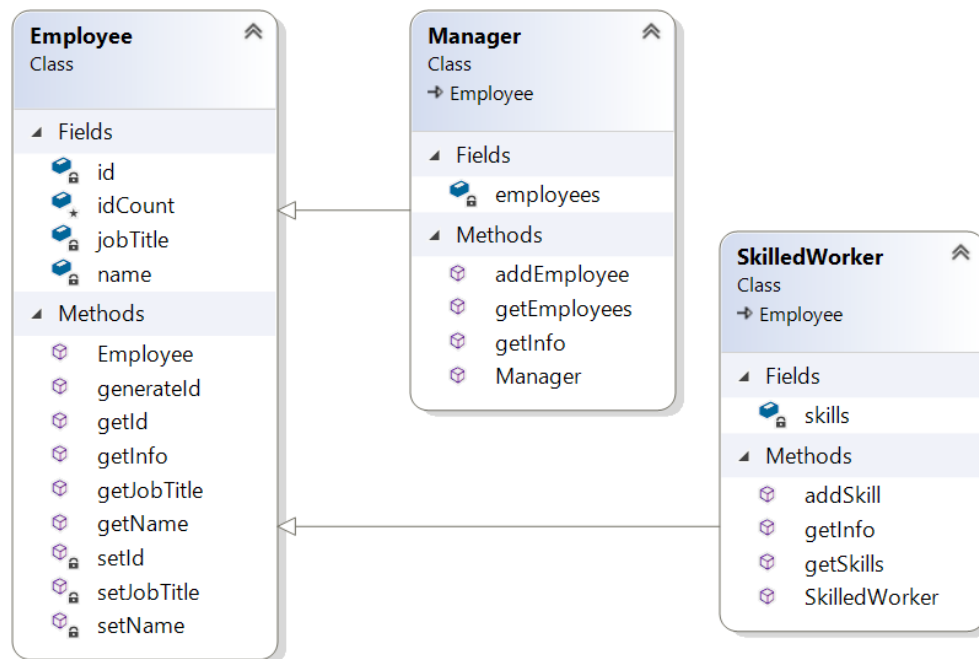 Employee
Class
Fields
id
idCount
jobTitle
name
Methods
Employee
generateId
getId
getInfo
getJobTitle
getName
setId
setJobTitle
setName
Manager
Class
Employee
Fields
employees
Methods
addEmployee
getEmployees
getInfo
Manager
SkilledWorker
Class
Employee
Fields
skills
Methods
addSkill
getInfo
getSkills
SkilledWorker